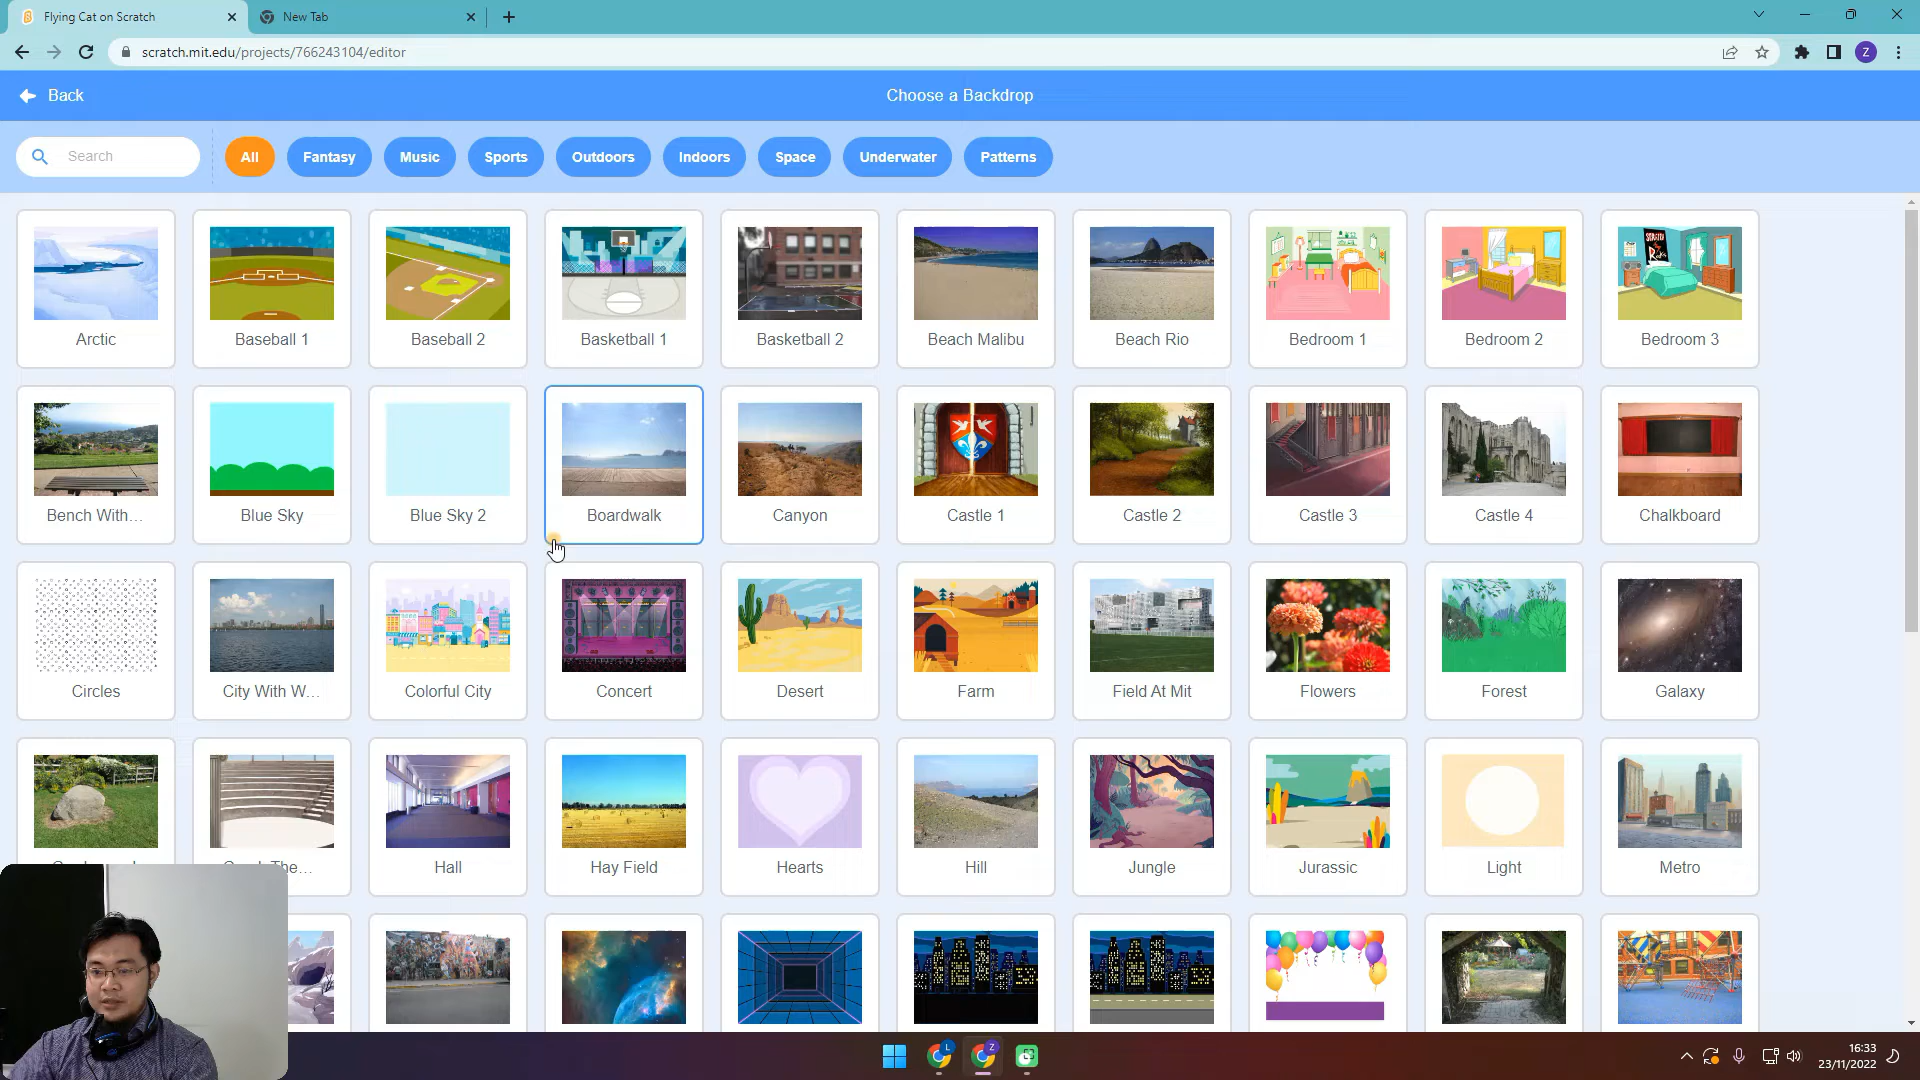 Flying Cat on Scratch
New Tab
scratch.mit.edu/projects/766243104/editor
Z
Back
Choose a Backdrop
Search
All
Fantasy
Music
Sports
Outdoors
Indoors
Space
Underwater
Patterns
Arctic
Baseball 1
Baseball 2
Basketball 1
Basketball 2
Beach Malibu
Beach Rio
Bedroom 1
Bedroom 2
Bedroom 3
Bench With...
Blue Sky
Blue Sky 2
Boardwalk
Canyon
Castle 1
Castle 2
Castle 3
Castle 4
Chalkboard
Circles
City With W...
Colorful City
Concert
Desert
Farm
Field At Mit
Flowers
Forest
Galaxy
Hall
Hay Field
Hearts
Hill
Jungle
Jurassic
Light
Metro
L
Z
16:33
23/11/2022